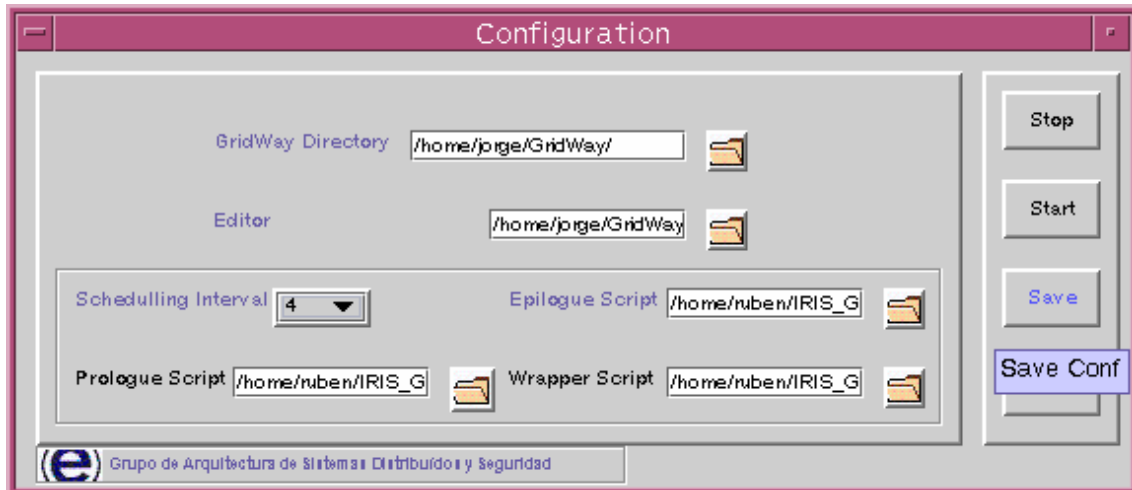 Configuration
GridWay Directory /home/jorge/GridWay/
Stop
Editor /home/jorge/GridWay
Start
Schedulling Interval 4 Epilogue Script /home/ruben/IRIS_G
Save
Prologue Script /home/ruben/IRIS_G Wrapper Script /home/ruben/IRIS_G
Save Conf
(e) Grupo de Arquitectura de Sistemas Distribuídos y Seguridad